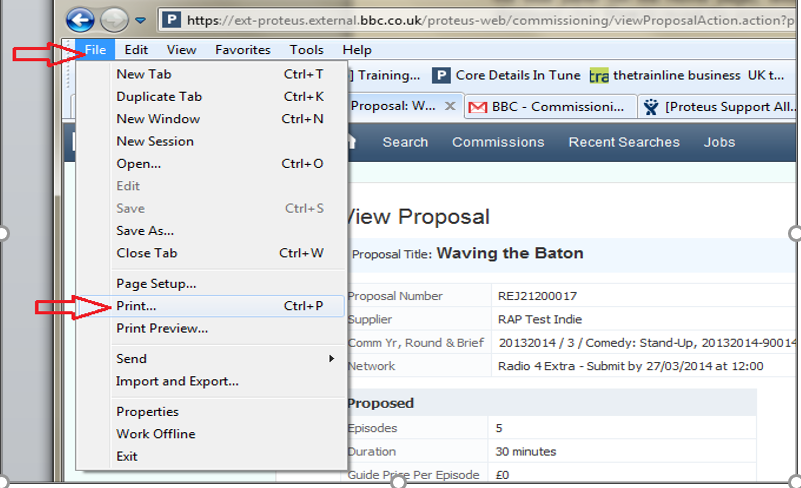 https://ext-proteus.external.bbc.co.uk/proteus-web/commissioning/viewProposalAction.action?p
File Edit View Favorites Tools Help
] Training... P Core Details In Tune tra thetrainline business UK t...
Proposal: W... X BBC - Commissioni... [Proteus Support All...
Search Commissions Recent Searches Jobs
New Tab Ctrl+T
Duplicate Tab Ctrl+K
New Window Ctrl+N
New Session
Open... Ctrl+O
Edit
Save Ctrl+S
Save As...
Close Tab Ctrl+W
Page Setup...
Print... Ctrl+P
Print Preview...
Send
Import and Export...
Properties
Work Offline
Exit
View Proposal
Proposal Title: Waving the Baton
Proposal Number REJ21200017
Supplier RAP Test Indie
Comm Yr, Round & Brief 20132014 / 3 / Comedy: Stand-Up, 20132014-90014
Network Radio 4 Extra - Submit by 27/03/2014 at 12:00
Proposed
Episodes 5
Duration 30 minutes
Guide Price Per Episode £0